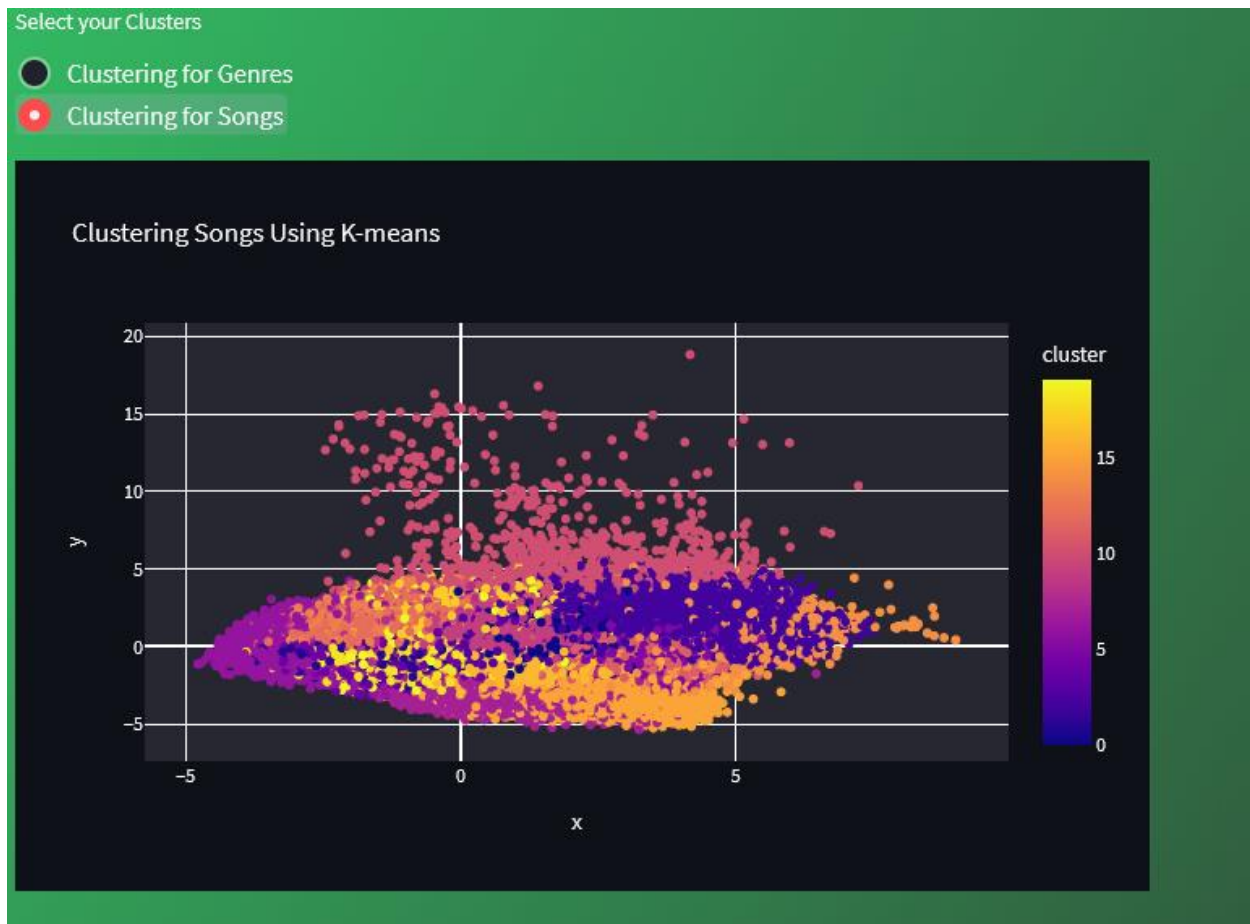 Select your Clusters
Clustering for Genres
Clustering for Songs
Clustering Songs Using K-means
20
15
10
5
0
−5
y
−5
0
5
x
cluster
15
10
5
0